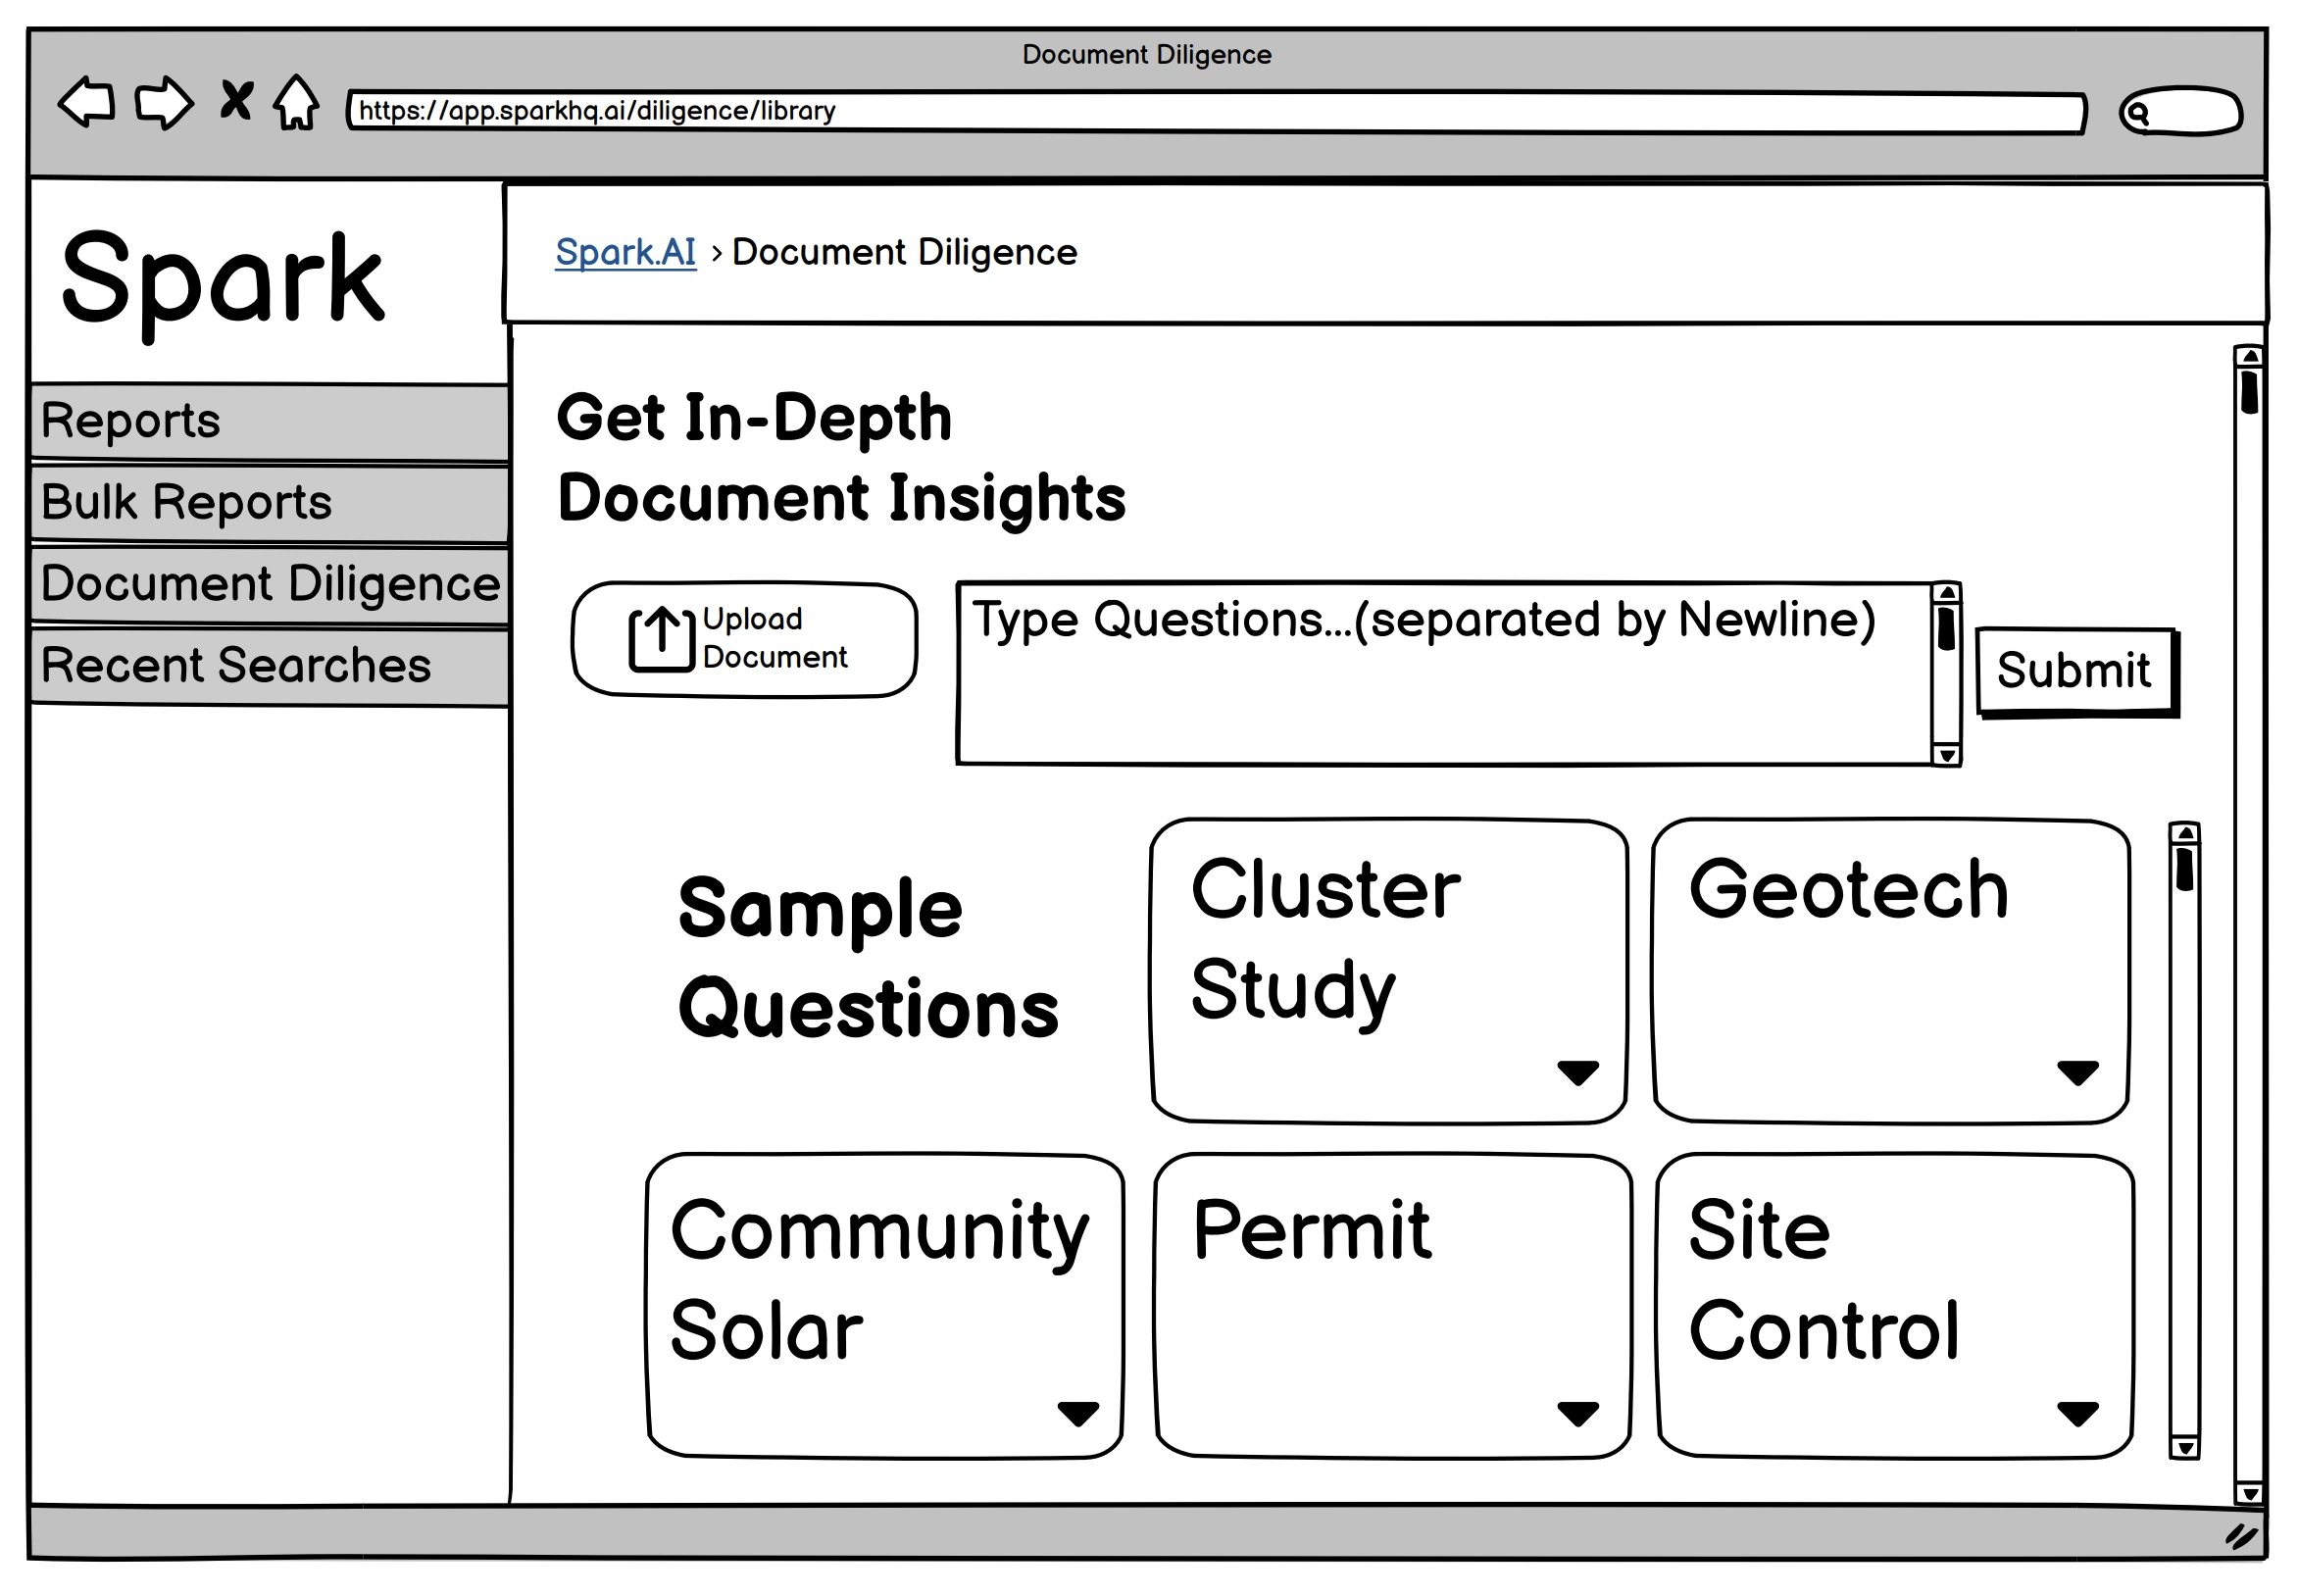 Document Diligence
https://app.sparkhq.ai/diligence/library
Spark
Spark.AI > Document Diligence
Reports
Bulk Reports
Document Diligence
Recent Searches
Get In-Depth
Document Insights
Upload
Document
Type Questions...(separated by Newline)
Submit
Sample
Questions
Cluster
Study
Geotech
Community
Solar
Permit
Site
Control